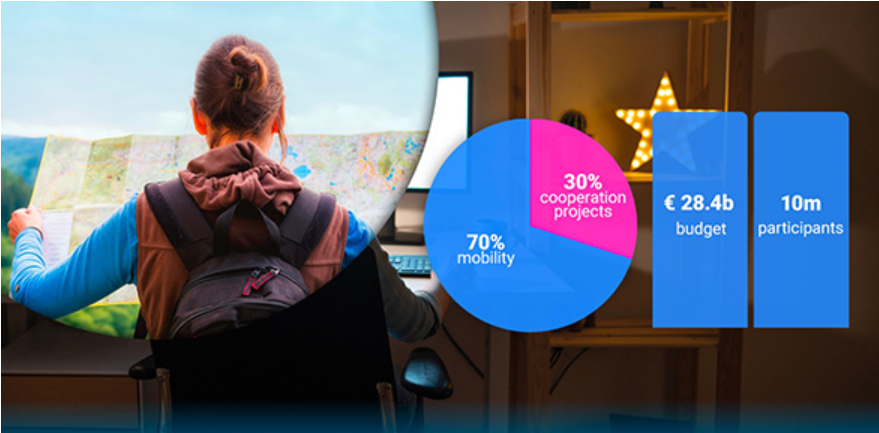 30%
cooperation
projects
70%
mobility
€ 28.4b
budget
10m
participants